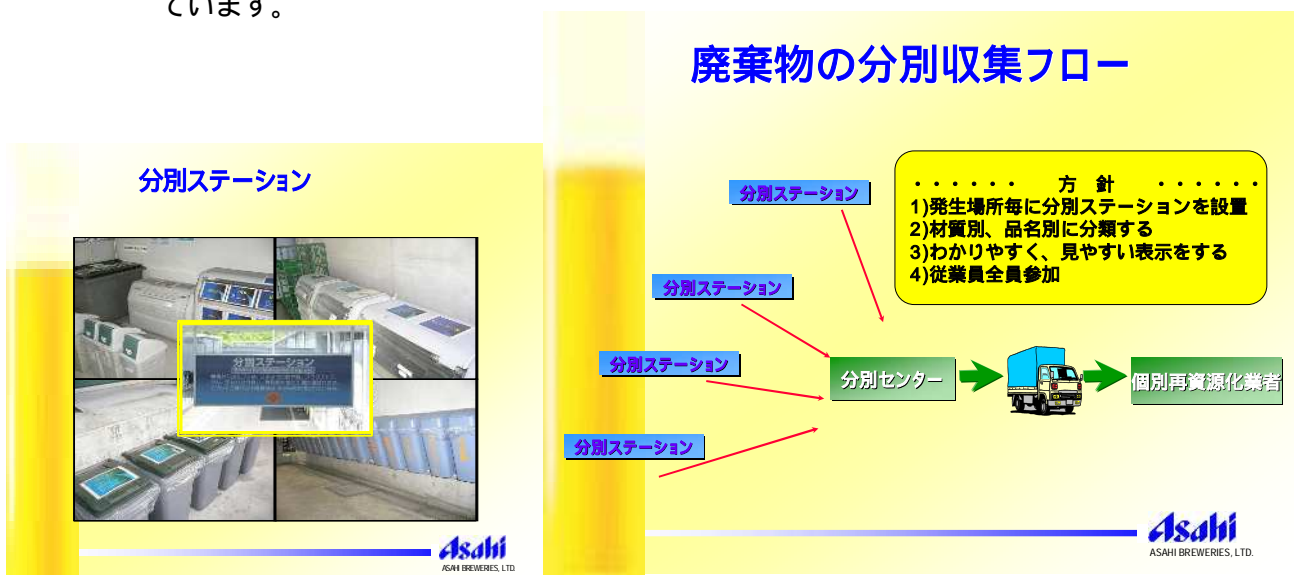 ています。
分別ステーション
分別ステーション
Asahi
ASAHI BREWERIES, LTD.
廃棄物の分別収集フロー
・・・・・・ 方 針 ・・・・・・
1)発生場所毎に分別ステーションを設置
2)材質別、品名別に分類する
3)わかりやすく、見やすい表示をする
4)従業員全員参加
分別ステーション
分別ステーション
分別ステーション
分別ステーション
分別センター
個別再資源化業者
Asahi
ASAHI BREWERIES, LTD.